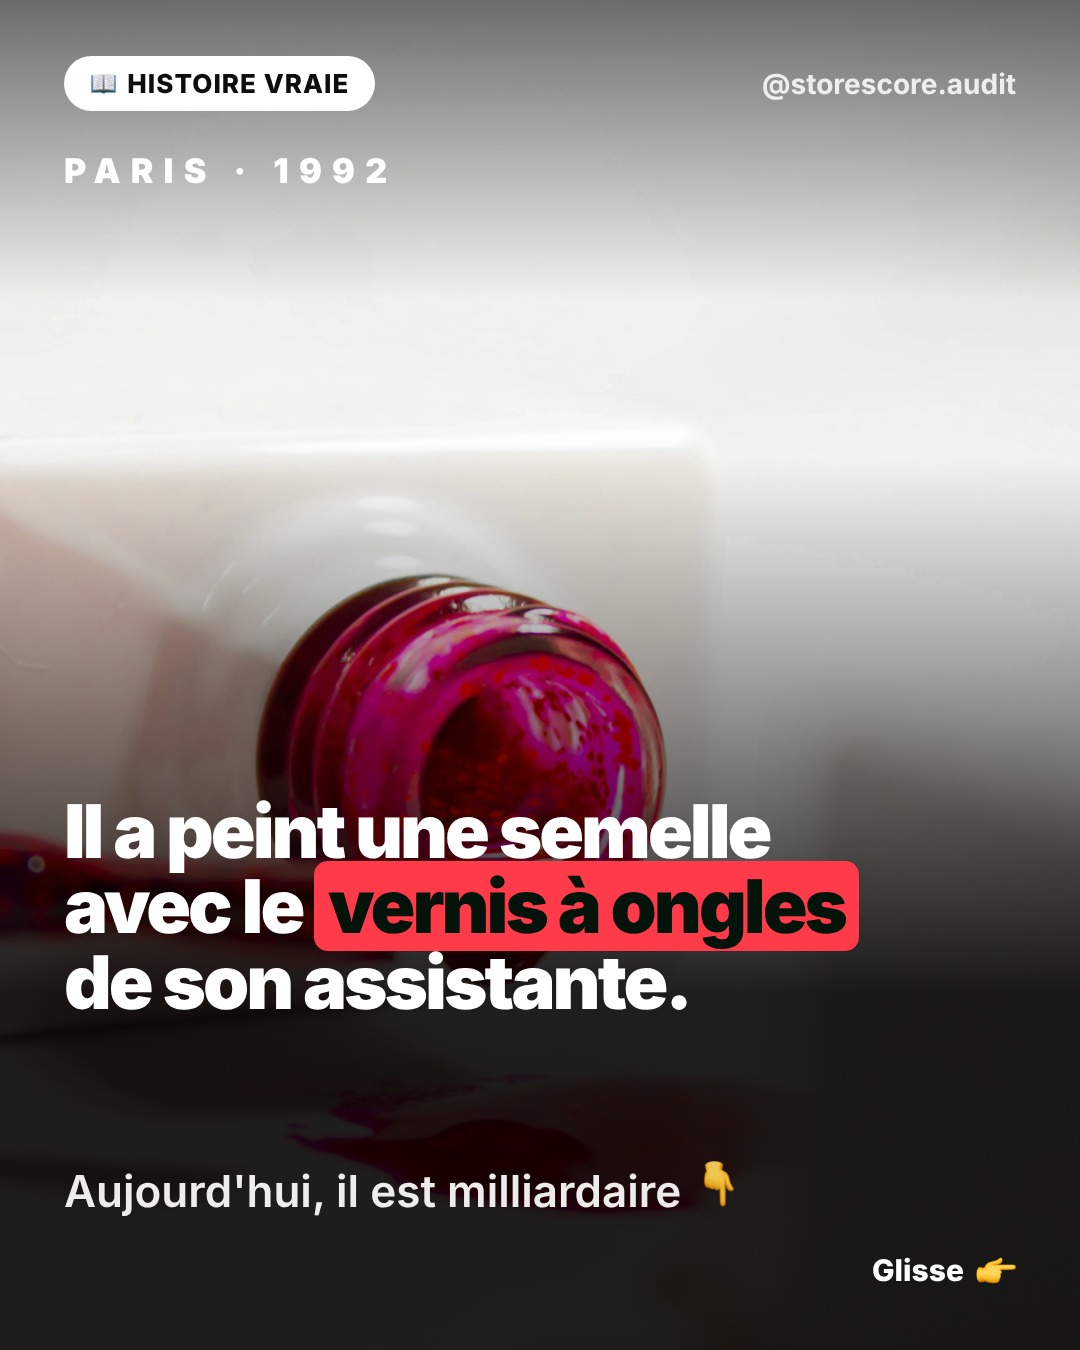 📖 HISTOIRE VRAIE
@storescore.audit
PARIS · 1992
Il a peint une semelle
avec le vernis à ongles
de son assistante.
Aujourd'hui, il est milliardaire 👇
Glisse 👉